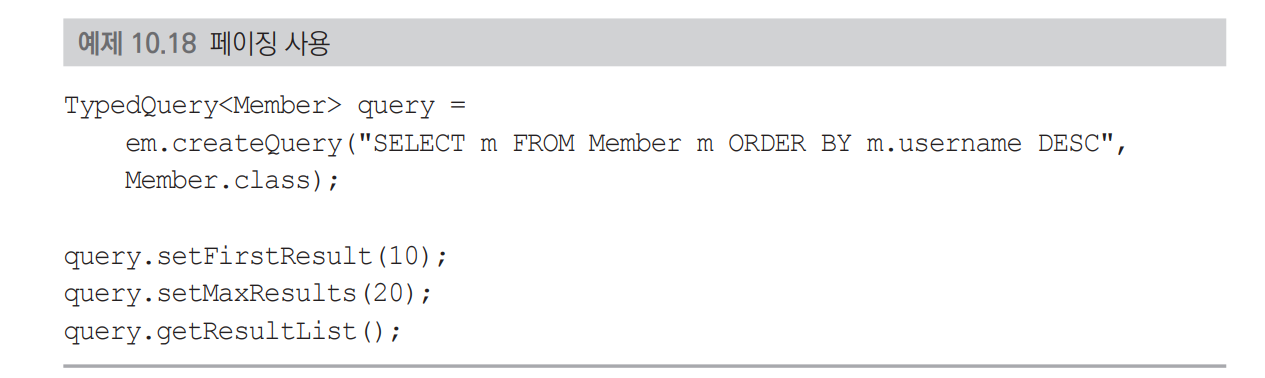 예제 10.18 페이징 사용
TypedQuery<Member> query =
    em.createQuery("SELECT m FROM Member m ORDER BY m.username DESC",
    Member.class);

query.setFirstResult(10);
query.setMaxResults(20);
query.getResultList();